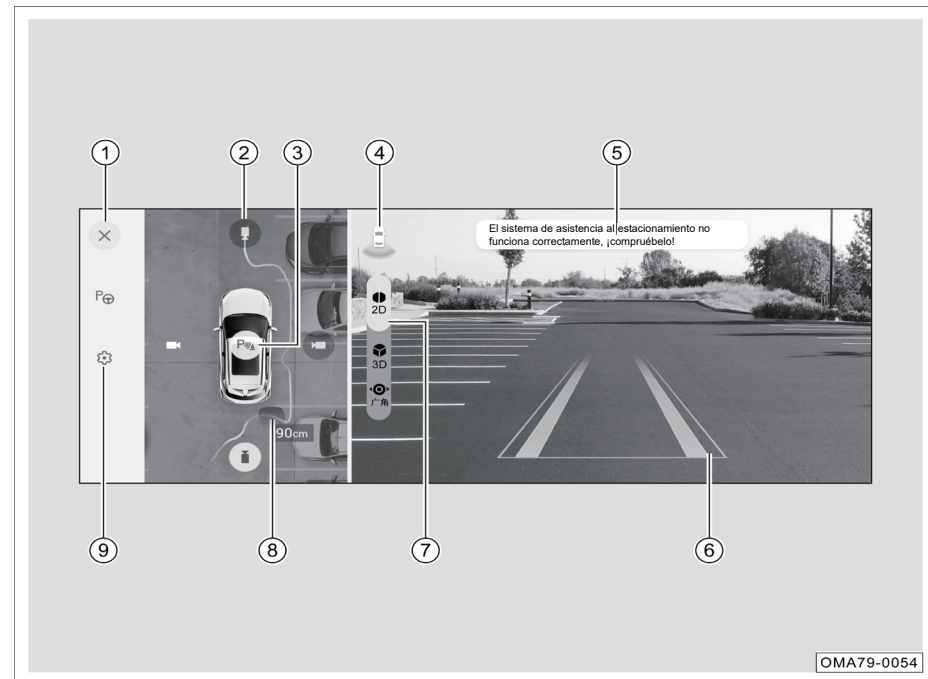 1
2
3
4
5
El sistema de asistencia al estacionamiento no
funciona correctamente, ¡compruébelo!
P
2D
P
3D
广角
90cm
9
8
7
6
OMA79-0054